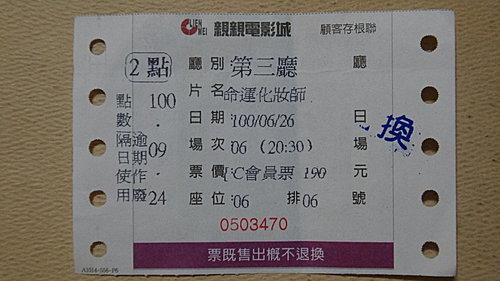 LIEN WEI 親親電影城 顧客存根聯
2點 廳別 第三廳 廳
點數 100 片名 命運化妝師
日期 100/06/26 日
換
隔日使用 逾期作廢 09 場次 06 (20:30) 場
票價 TC會員票 190 元
24 座位 06 排06 號
0503470
票既售出概不退換